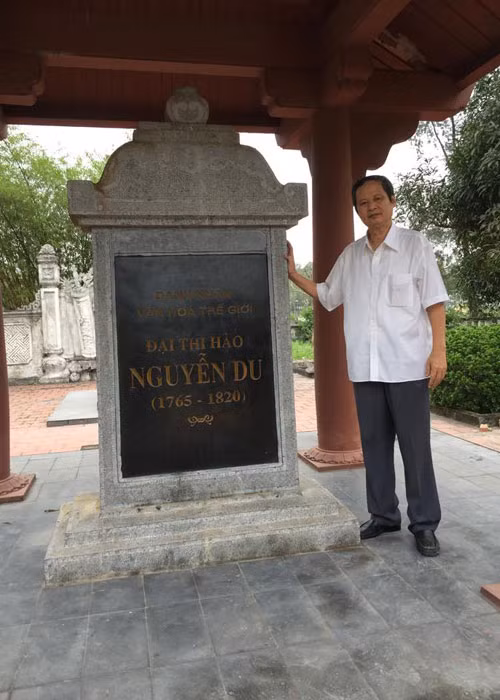 DANH NHÂN
VĂN HÓA THẾ GIỚI
ĐẠI THI HÀO
NGUYỄN DU
(1765 - 1820)